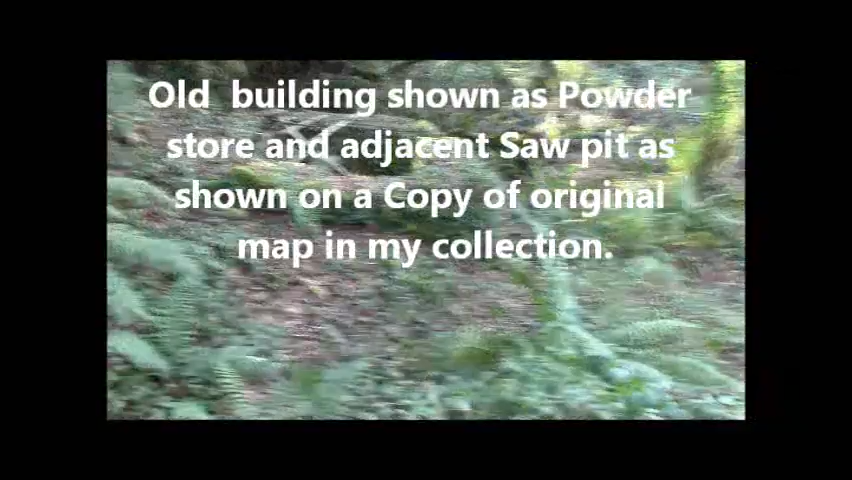 Old  building shown as Powder
store and adjacent Saw pit as
shown on a Copy of original
map in my collection.